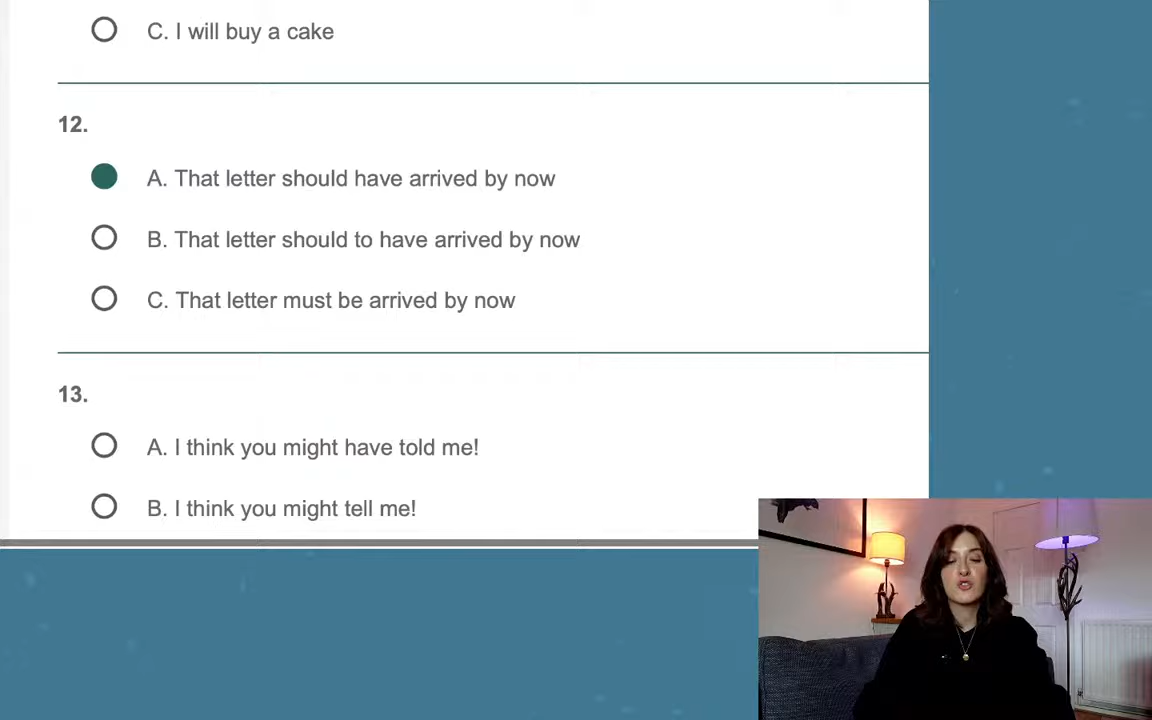 C. I will buy a cake
12.
A. That letter should have arrived by now
B. That letter should to have arrived by now
C. That letter must be arrived by now
13.
A. I think you might have told me!
B. I think you might tell me!